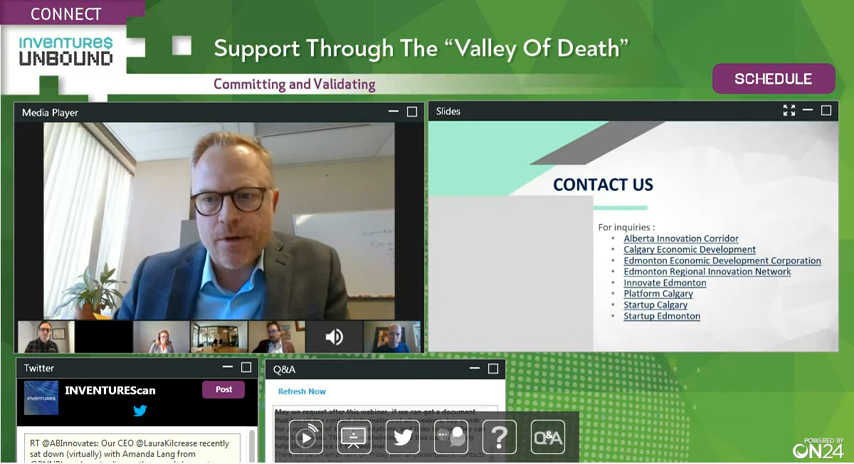 CONNECT
INVENTURE$
UNBOUND
Support Through The "Valley Of Death"
Committing and Validating
SCHEDULE
Media Player
Slides
CONTACT US
For inquiries :
• Alberta Innovation Corridor
• Calgary Economic Development
• Edmonton Economic Development Corporation
• Edmonton Regional Innovation Network
• Innovate Edmonton
• Platform Calgary
• Startup Calgary
• Startup Edmonton
Twitter
INVENTUREScan
Post
RT @ABInnovates: Our CEO @LauraKilcrease recently
sat down (virtually) with Amanda Lang from
Q&A
Refresh Now
May we request after this webinar, if we can get a document
?
Q&A
POWERED BY
ON24